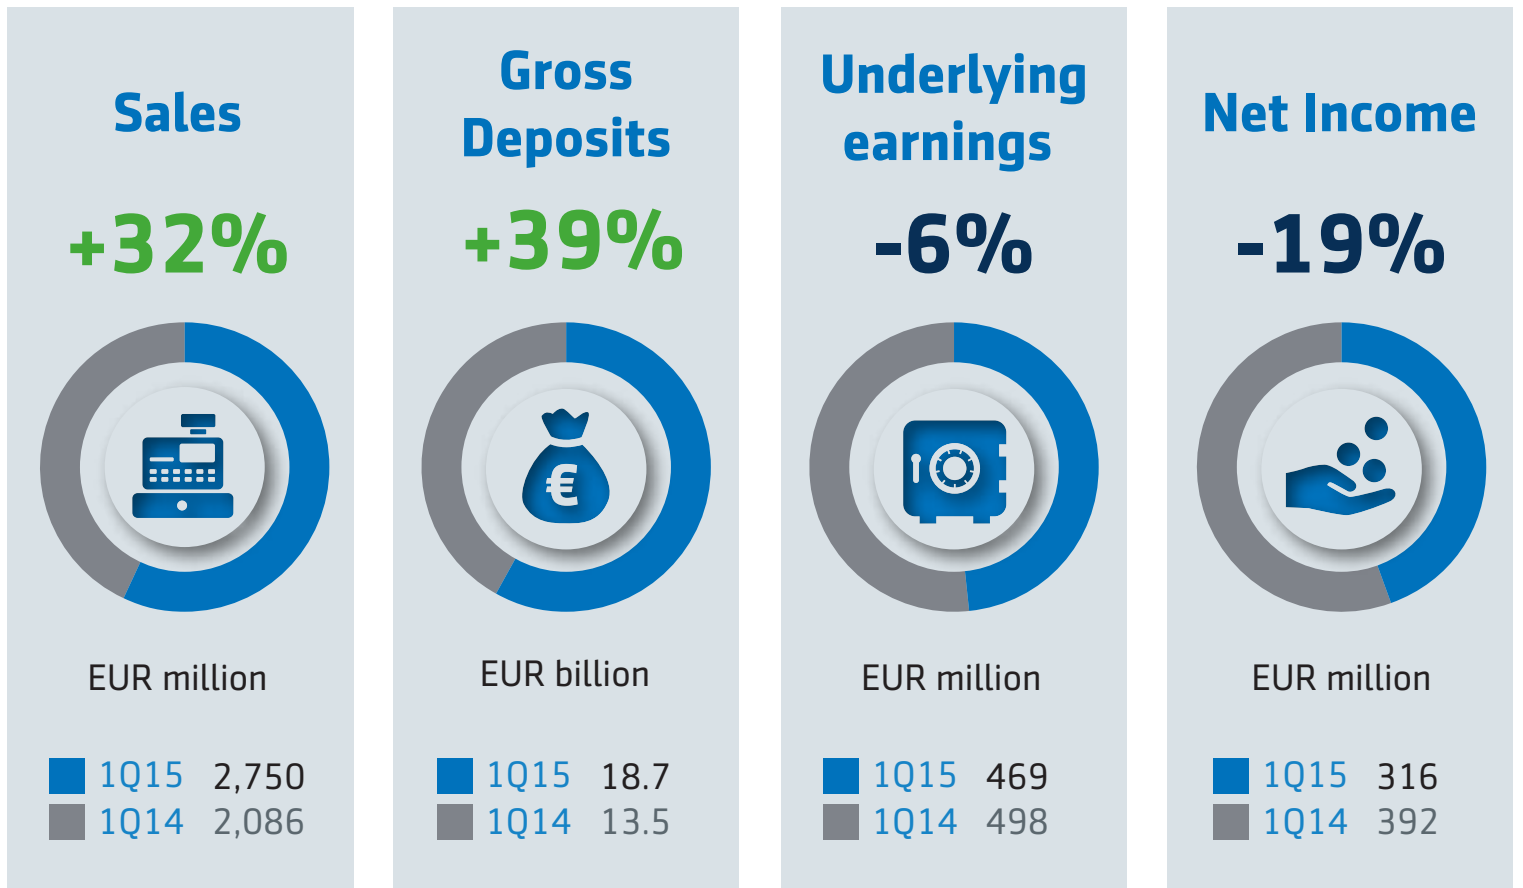 Sales
+32%
€
EUR million
1Q15 2,750
1Q14 2,086
Gross
Deposits
+39%
EUR billion
1Q15 18.7
1Q14 13.5
Underlying
earnings
-6%
EUR million
1Q15 469
1Q14 498
Net Income
-19%
EUR million
1Q15 316
1Q14 392